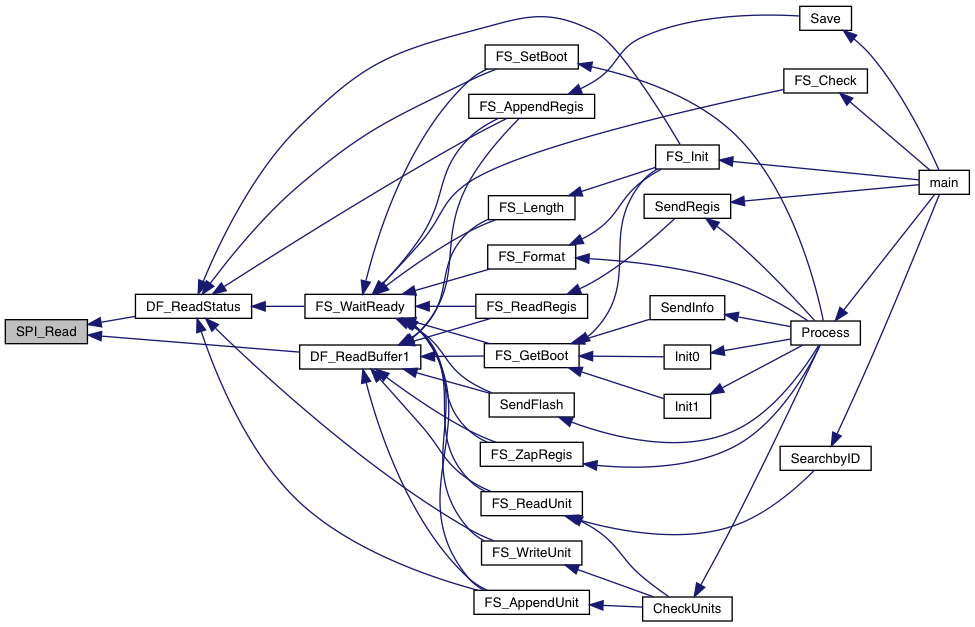 Save
FS_SetBoot
FS_Check
FS_AppendRegis
FS_Init
main
SendRegis
FS_Length
FS_Format
DF_ReadStatus
FS_WaitReady
FS_ReadRegis
SendInfo
SPI_Read
Process
DF_ReadBuffer1
FS_GetBoot
Init0
SendFlash
Init1
FS_ZapRegis
SearchbyID
FS_ReadUnit
FS_WriteUnit
FS_AppendUnit
CheckUnits